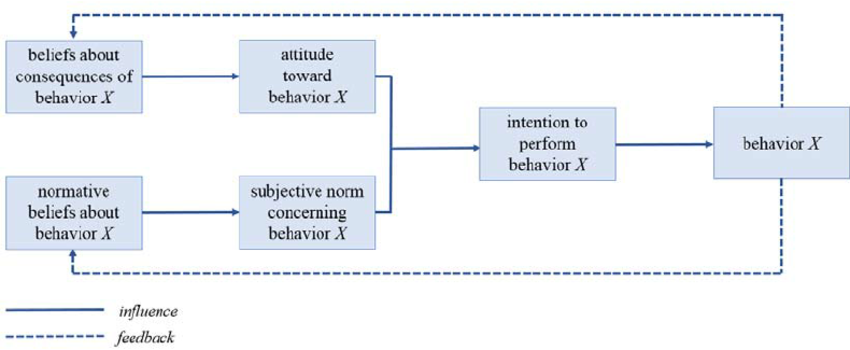 beliefs about
consequences of
behavior X
attitude
toward
behavior X
intention to
perform
behavior X
behavior X
normative
beliefs about
behavior X
subjective norm
concerning
behavior X
influence
feedback